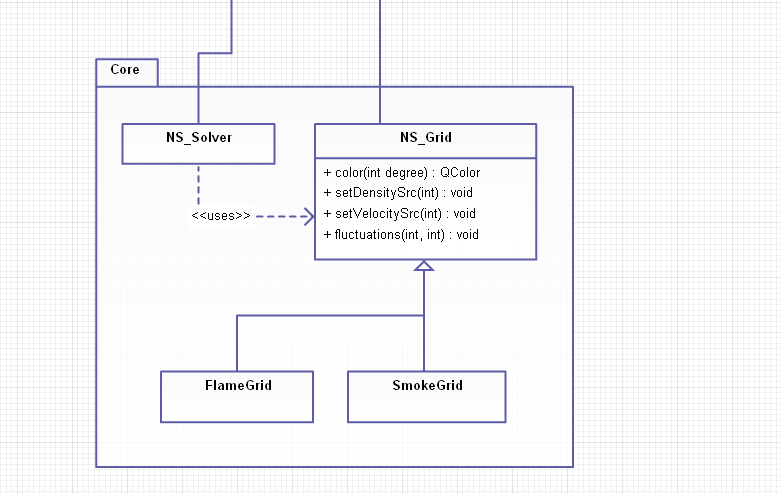 Core
NS_Solver
NS_Grid
+ color(int degree) : QColor
+ setDensitySrc(int) : void
+ setVelocitySrc(int) : void
+ fluctuations(int, int) : void
<<uses>>
FlameGrid
SmokeGrid